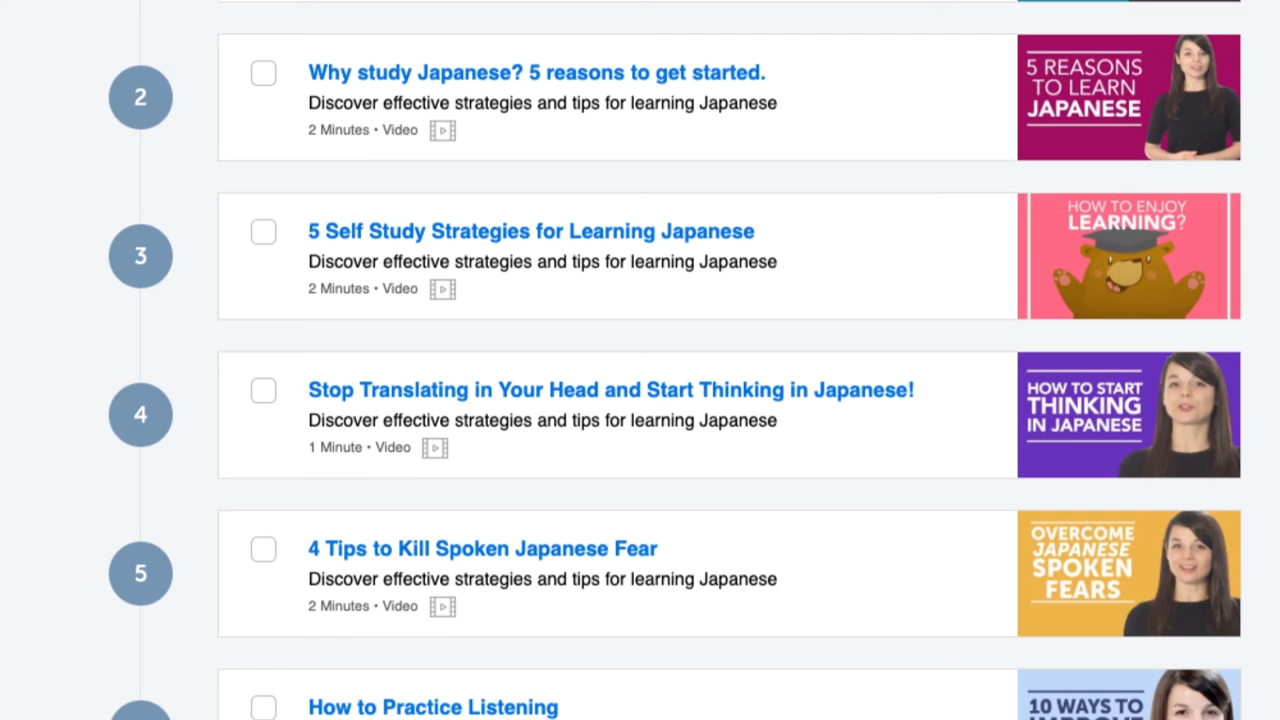 2
Why study Japanese? 5 reasons to get started.
Discover effective strategies and tips for learning Japanese
2 Minutes • Video
5 REASONS
TO LEARN
JAPANESE
3
5 Self Study Strategies for Learning Japanese
Discover effective strategies and tips for learning Japanese
2 Minutes • Video
HOW TO ENJOY
LEARNING?
4
Stop Translating in Your Head and Start Thinking in Japanese!
Discover effective strategies and tips for learning Japanese
1 Minute • Video
HOW TO START
THINKING
IN JAPANESE
5
4 Tips to Kill Spoken Japanese Fear
Discover effective strategies and tips for learning Japanese
2 Minutes • Video
OVERCOME
JAPANESE
SPOKEN
FEARS
How to Practice Listening
10 WAYS TO